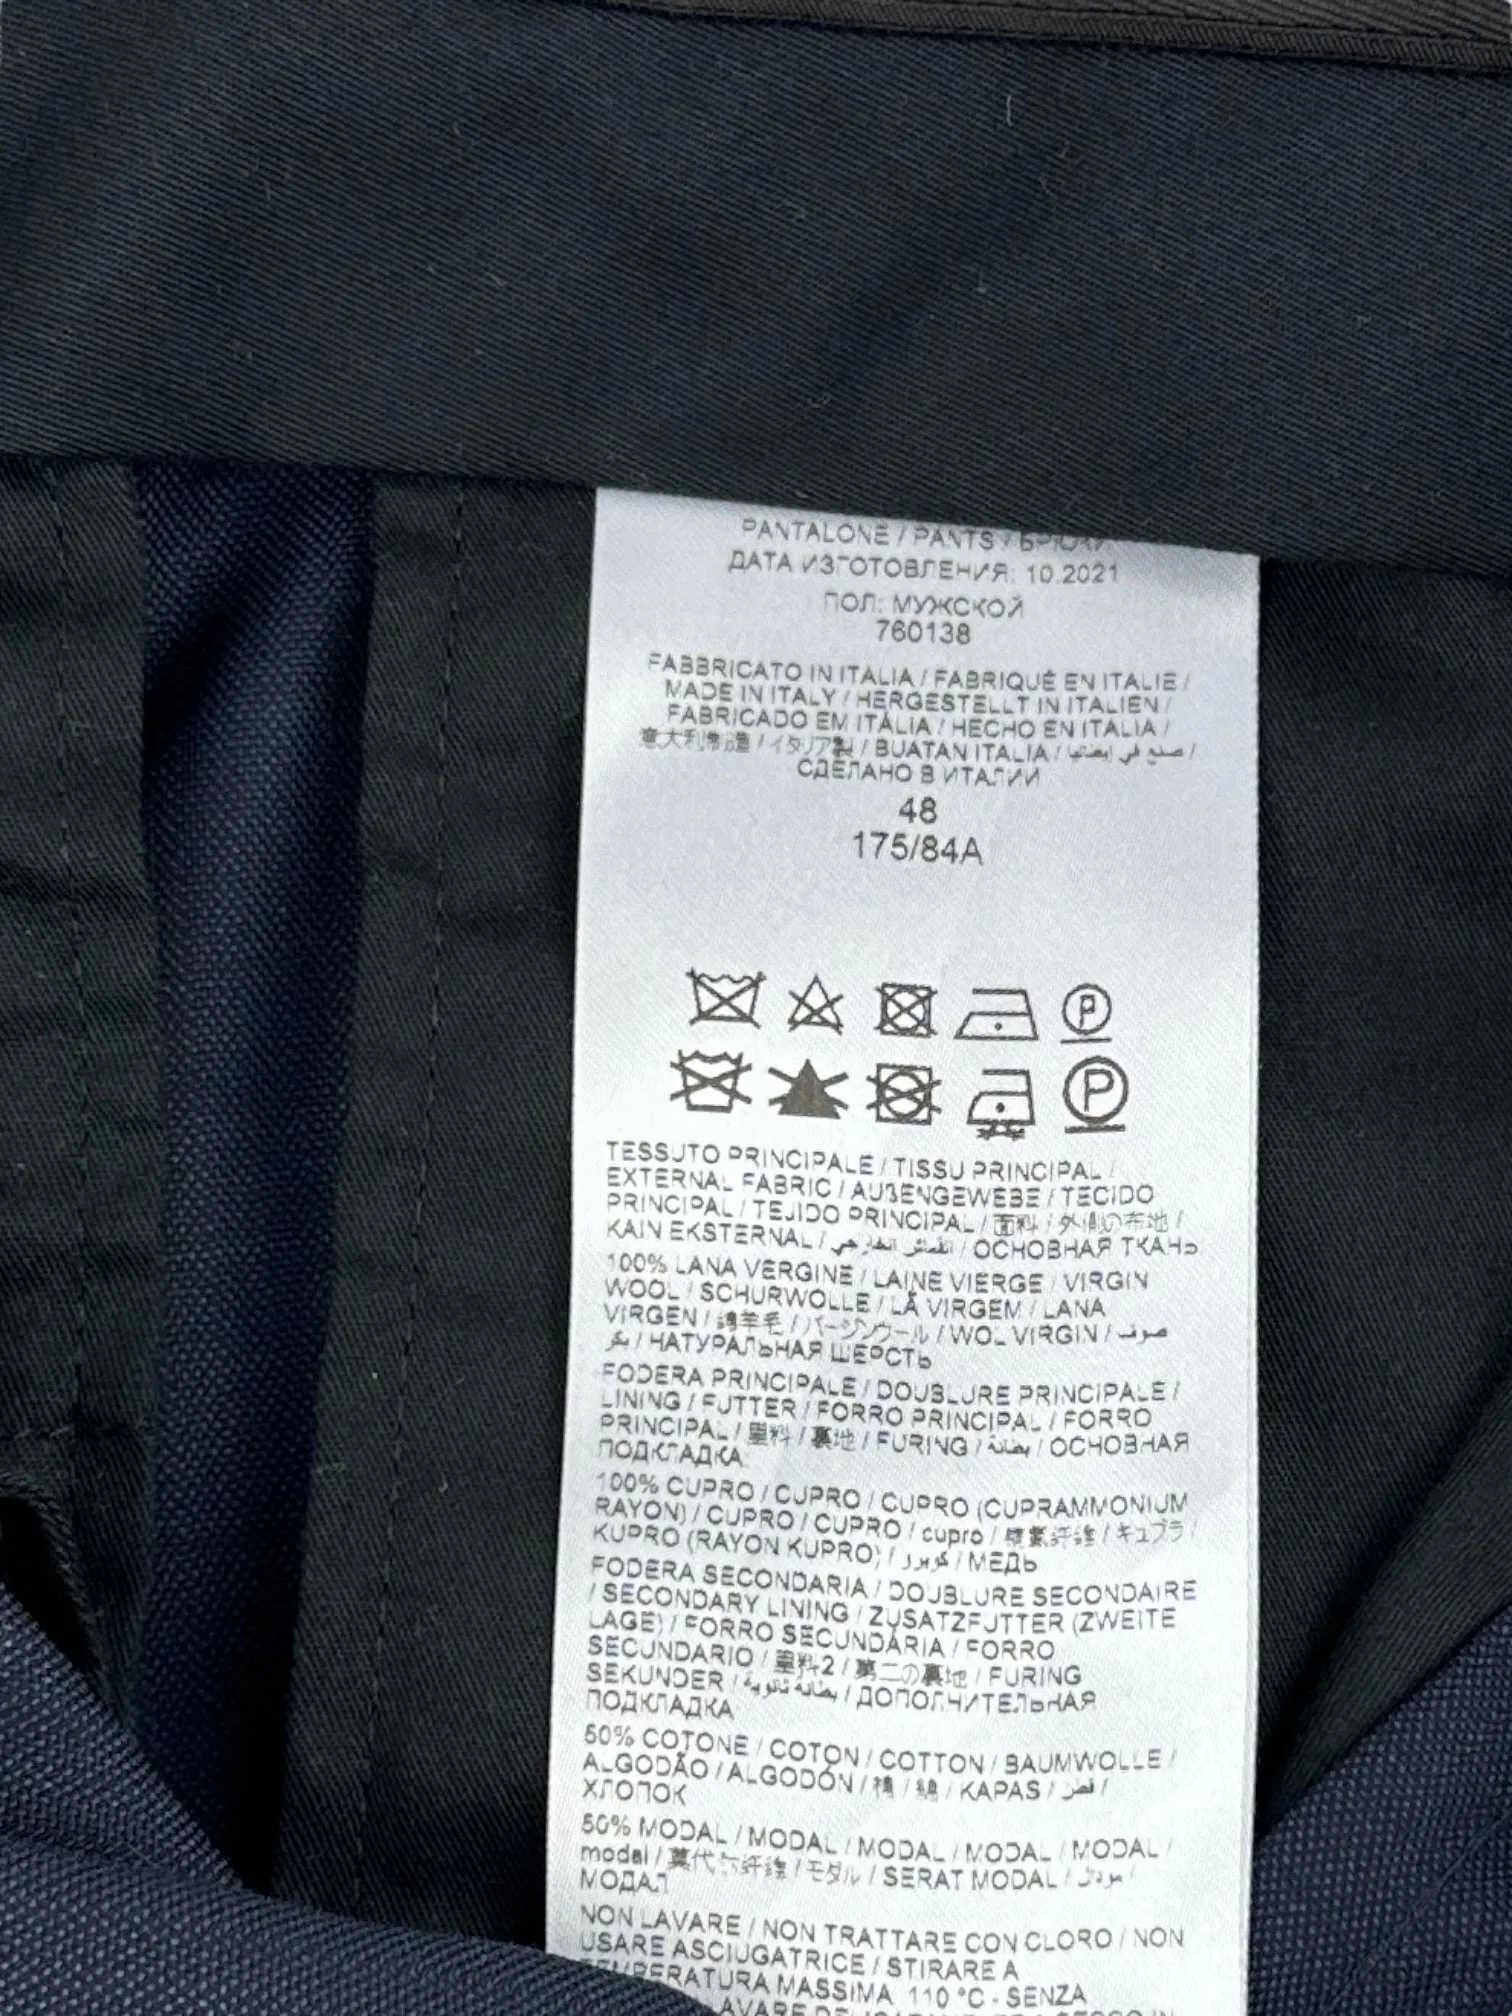 PANTALONE / PANTS / БРЮКИ
ДАТА ИЗГОТОВЛЕНИЯ: 10.2021
ПОЛ: МУЖСКОЙ
760138
FABBRICATO IN ITALIA / FABRIQUÉ EN ITALIE /
MADE IN ITALY / HERGESTELLT IN ITALIEN /
FABRICADO EM ITÁLIA / HECHO EN ITALIA /
意大利制造 / イタリア製 / BUATAN ITALIA / صنع في إيطاليا /
СДЕЛАНО В ИТАЛИИ
48
175/84A
P
P
TESSUTO PRINCIPALE / TISSU PRINCIPAL /
EXTERNAL FABRIC / AUßENGEWEBE / TECIDO
PRINCIPAL / TEJIDO PRINCIPAL / 面料 / 外側の布地 /
KAIN EKSTERNAL / القماش الخارجي / ОСНОВНАЯ ТКАНЬ
100% LANA VERGINE / LAINE VIERGE / VIRGIN
WOOL / SCHURWOLLE / LÃ VIRGEM / LANA
VIRGEN / 绵羊毛 / バージンウール / WOL VIRGIN / صوف
بكر / НАТУРАЛЬНАЯ ШЕРСТЬ
FODERA PRINCIPALE / DOUBLURE PRINCIPALE /
LINING / FUTTER / FORRO PRINCIPAL / FORRO
PRINCIPAL / 里料 / 裏地 / FURING / بطانة / ОСНОВНАЯ
ПОДКЛАДКА
100% CUPRO / CUPRO / CUPRO (CUPRAMMONIUM
RAYON) / CUPRO / CUPRO / cupro / 纤维 / キュプラ /
KUPRO (RAYON KUPRO) / كوبرو / МЕДЬ
FODERA SECONDARIA / DOUBLURE SECONDAIRE
/ SECONDARY LINING / ZUSATZFUTTER (ZWEITE
LAGE) / FORRO SECUNDÁRIA / FORRO
SECUNDARIO / 里料2 / 第二の裏地 / FURING
SEKUNDER / بطانة ثانوية / ДОПОЛНИТЕЛЬНАЯ
ПОДКЛАДКА
50% COTONE / COTON / COTTON / BAUMWOLLE /
ALGODÃO / ALGODÓN / 棉 / 綿 / KAPAS / قطن /
ХЛОПОК
50% MODAL / MODAL / MODAL / MODAL / MODAL /
modal / 莫代尔纤维 / モダル / SERAT MODAL / مودال /
МОДАЛ
NON LAVARE / NON TRATTARE CON CLORO / NON
USARE ASCIUGATRICE / STIRARE A
TEMPERATURA MASSIMA 110 °C - SENZA